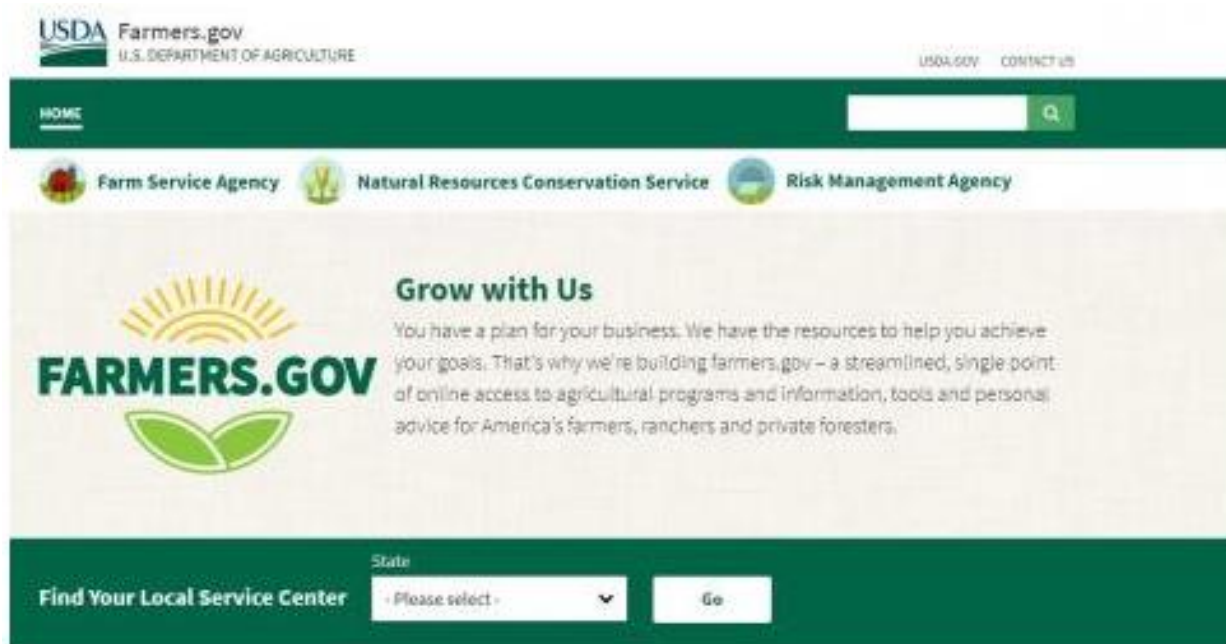 USDA Farmers.gov
U.S. DEPARTMENT OF AGRICULTURE
USDA.GOV CONTACT US
HOME
Farm Service Agency Natural Resources Conservation Service Risk Management Agency
Grow with Us
You have a plan for your business. We have the resources to help you achieve
your goals. That's why we're building farmers.gov – a streamlined, single point
of online access to agricultural programs and information, tools and personal
advice for America's farmers, ranchers and private foresters.
FARMERS.GOV
State
Find Your Local Service Center - Please select - Go